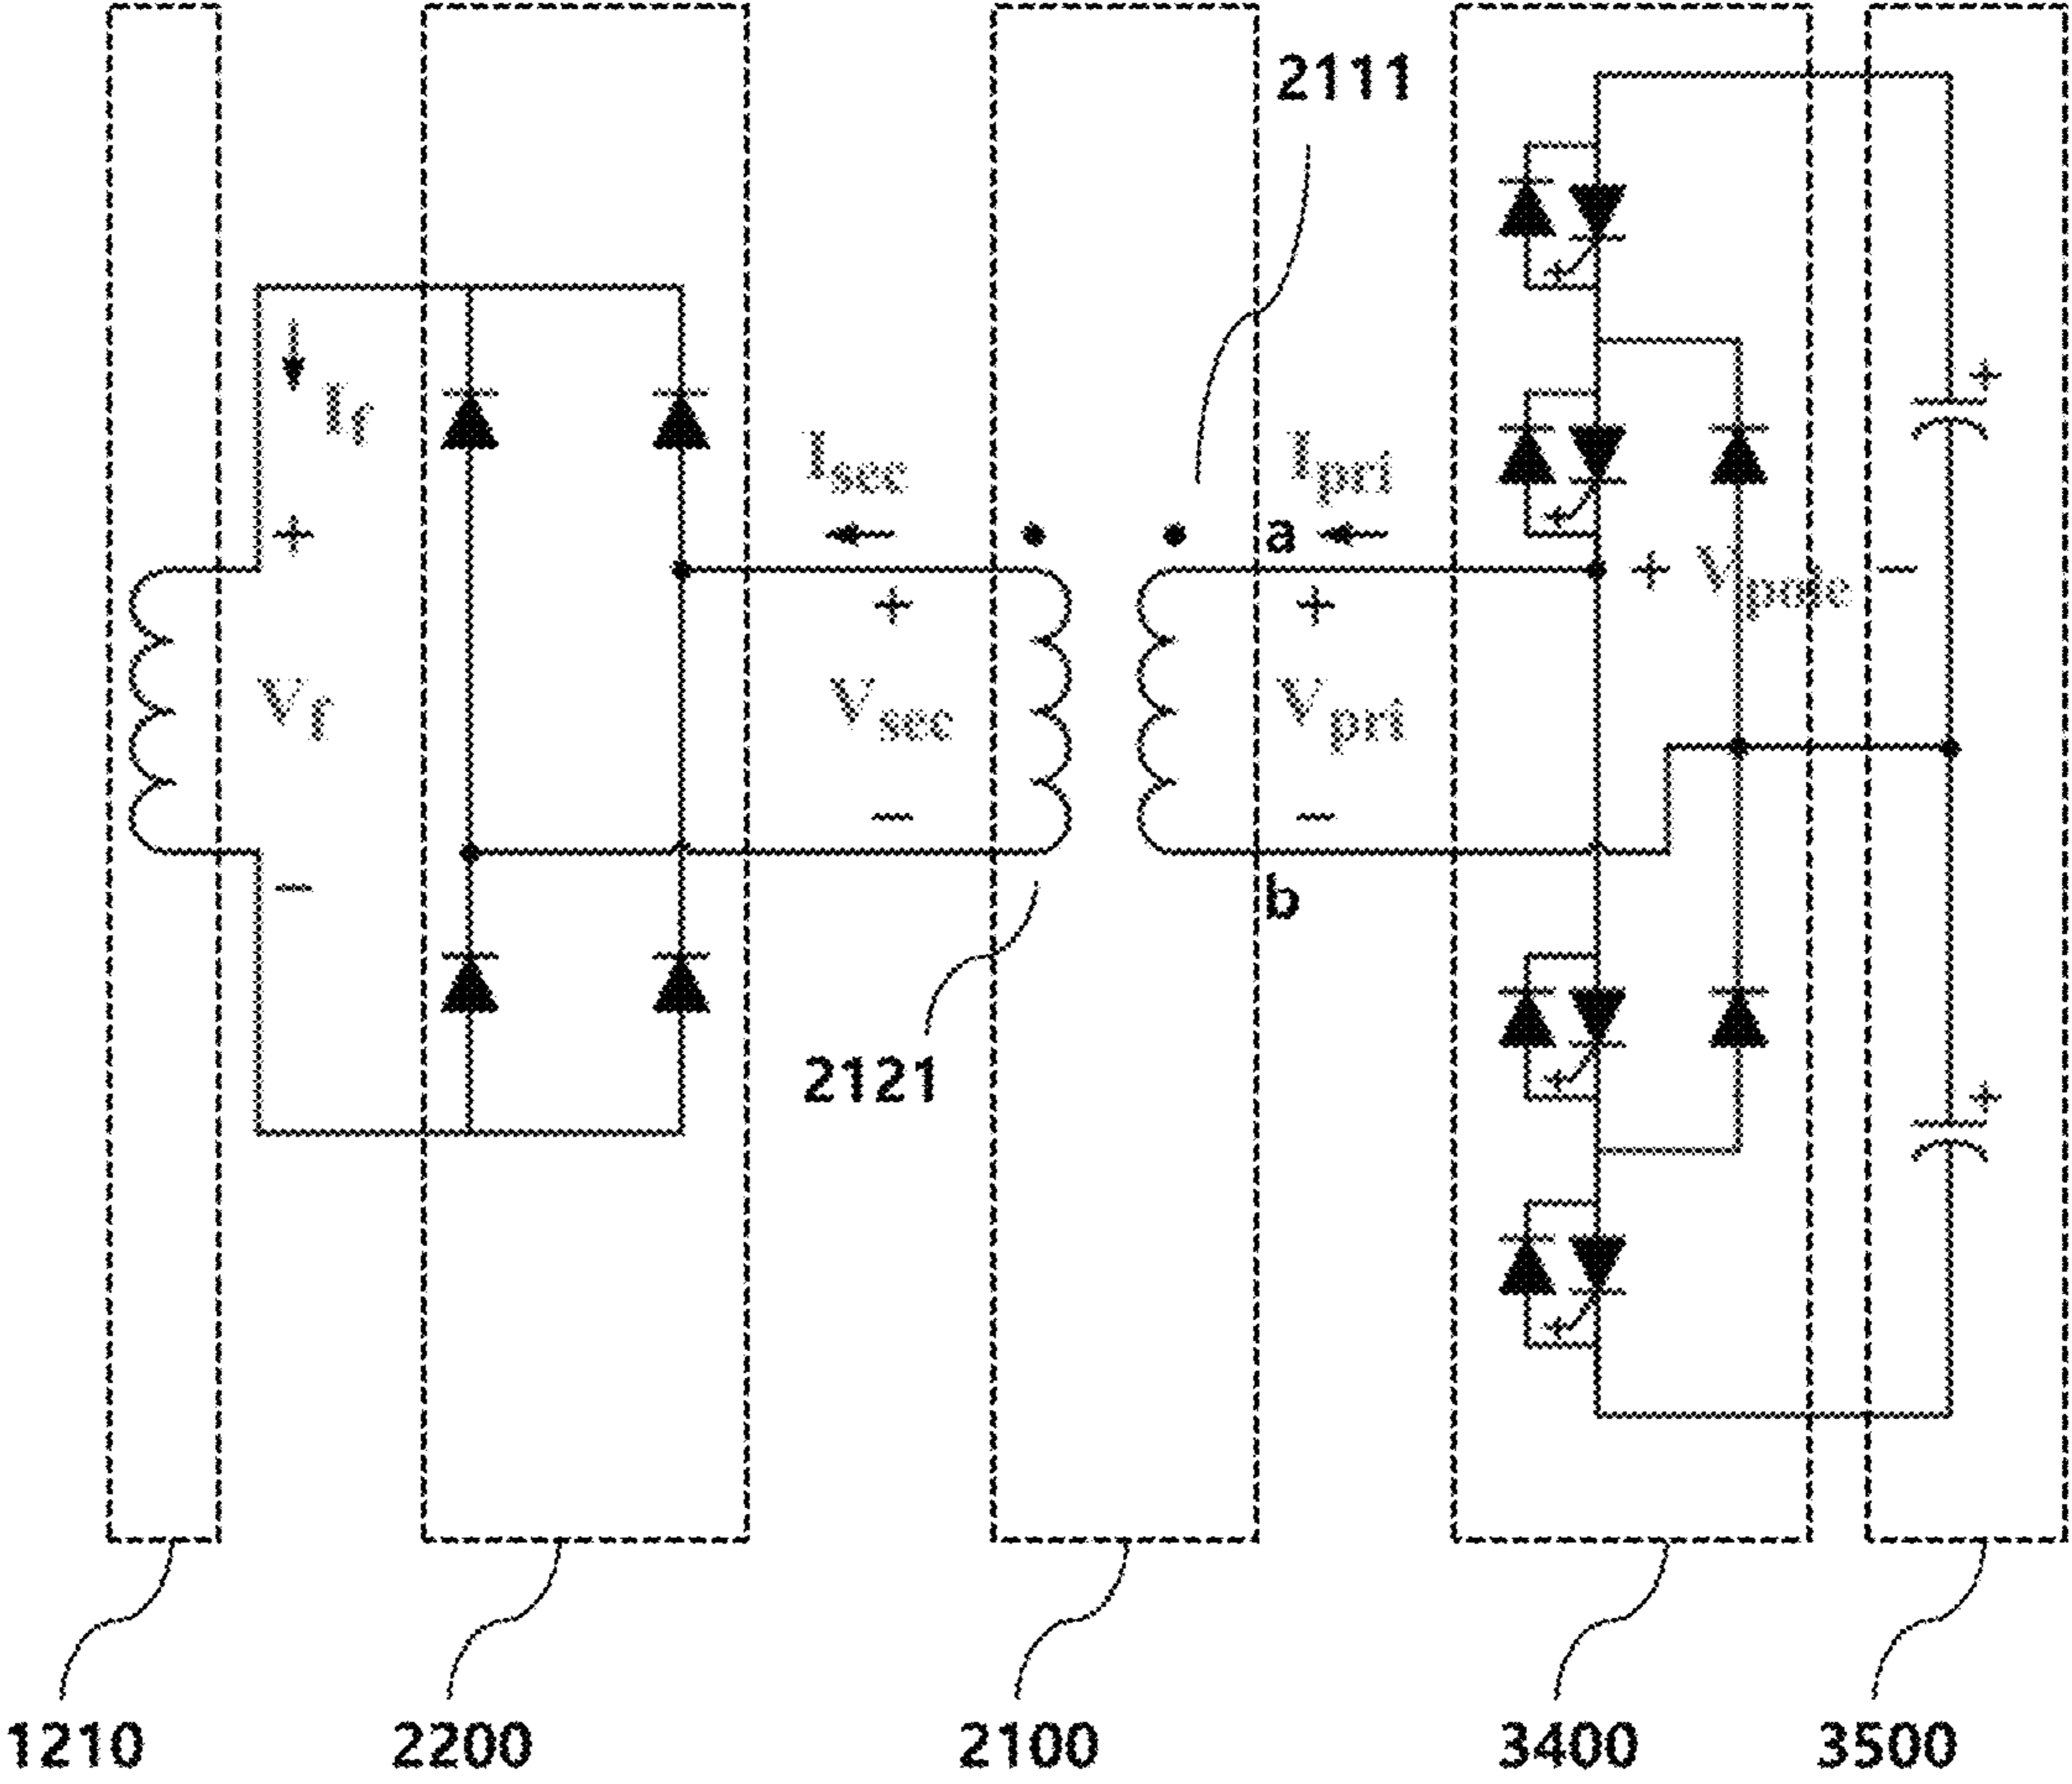 2111
I_f
I_sec
I_pri
a
+
+ V_pole −
+
+
+
V_f
V_sec
V_pri
−
−
−
b
2121
+
1210
2200
2100
3400
3500